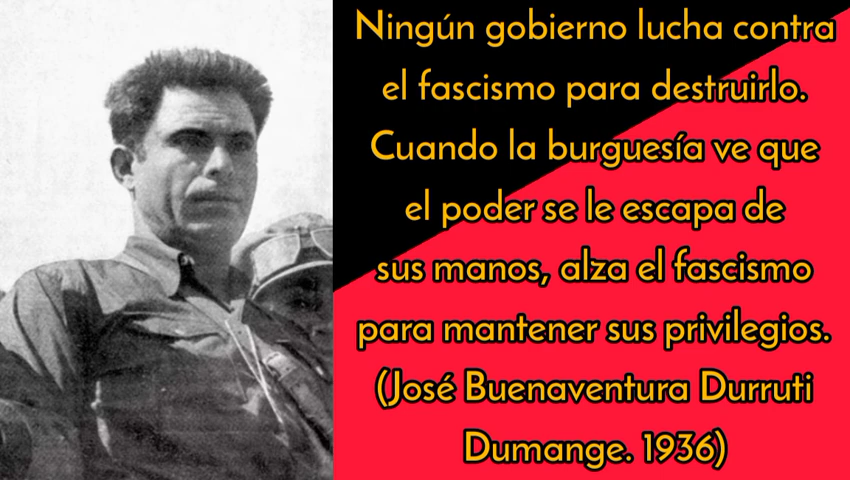 Ningún gobierno lucha contra
el fascismo para destruirlo.
Cuando la burguesía ve que
el poder se le escapa de
sus manos, alza el fascismo
para mantener sus privilegios.
(José Buenaventura Durruti
Dumange. 1936)